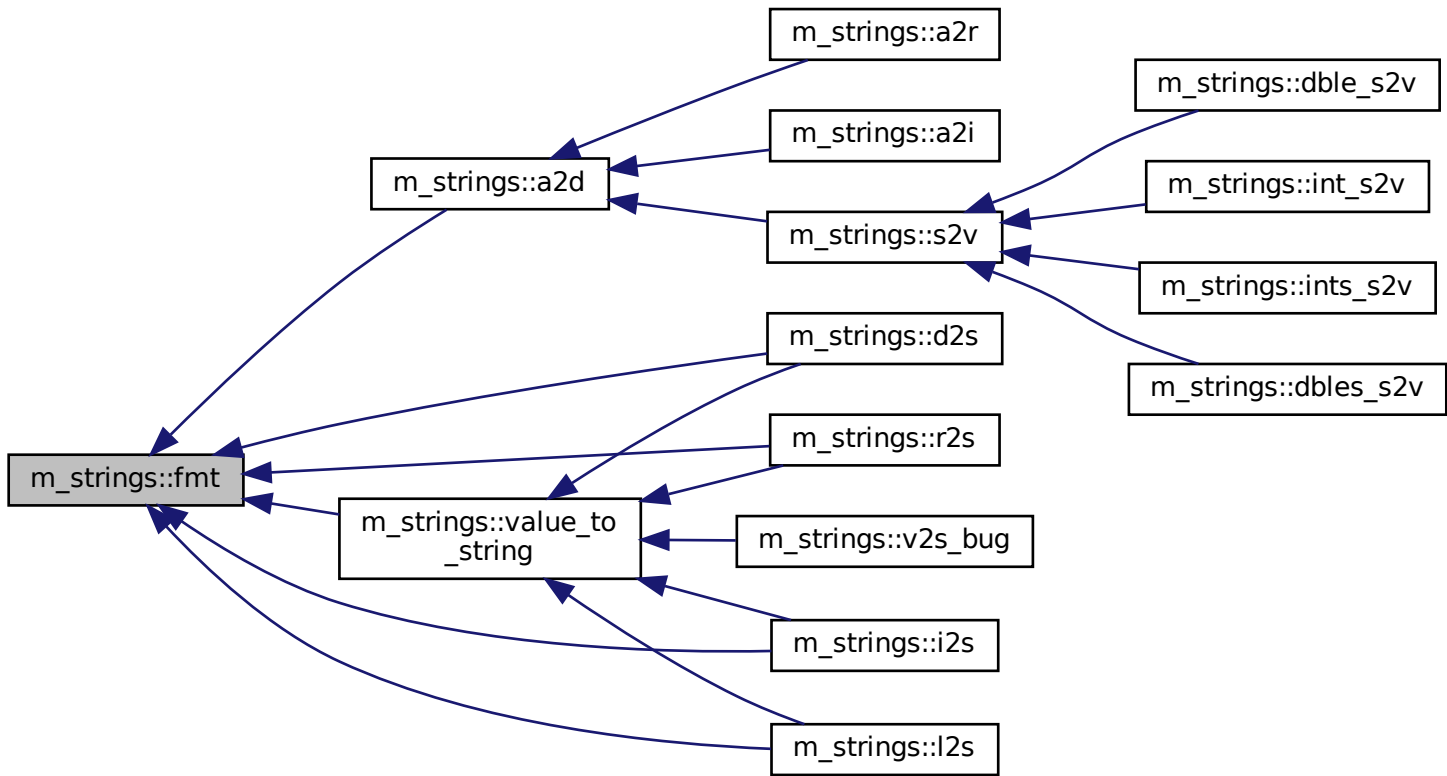 m_strings::a2r
m_strings::dble_s2v
m_strings::a2i
m_strings::a2d
m_strings::int_s2v
m_strings::s2v
m_strings::ints_s2v
m_strings::d2s
m_strings::dbles_s2v
m_strings::r2s
m_strings::fmt
m_strings::value_to
_string
m_strings::v2s_bug
m_strings::i2s
m_strings::l2s